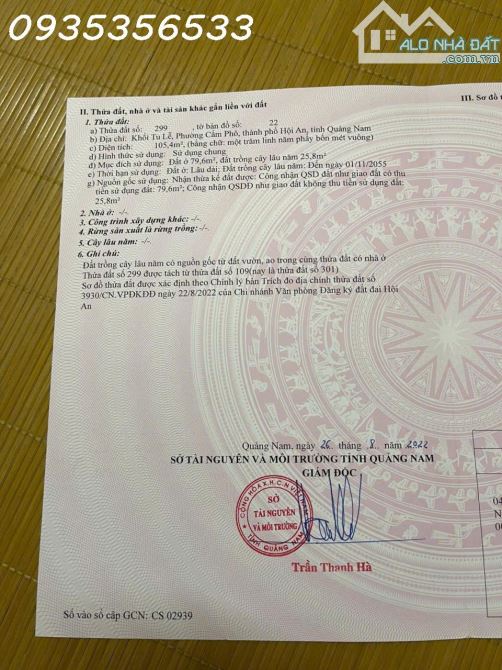 0935356533
ALO NHÀ ĐẤT
.com.vn
II. Thửa đất, nhà ở và tài sản khác gắn liền với đất
III. Sơ đồ t
1. Thửa đất:
a) Thửa đất số: 299 , tờ bản đồ số: 22
b) Địa chỉ: Khối Tu Lễ, Phường Cẩm Phô, thành phố Hội An, tỉnh Quảng Nam
c) Diện tích: 105,4m², (bằng chữ: một trăm linh năm phẩy bốn mét vuông)
d) Hình thức sử dụng: Sử dụng chung
đ) Mục đích sử dụng: Đất ở 79,6m², đất trồng cây lâu năm 25,8m²
e) Thời hạn sử dụng: Đất ở: Lâu dài; Đất trồng cây lâu năm: Đến ngày 01/11/2055
g) Nguồn gốc sử dụng: Nhận thừa kế đất được: Công nhận QSD đất như giao đất có thu
tiền sử dụng đất: 79,6m²; Công nhận QSDĐ như giao đất không thu tiền sử dụng đất:
25,8m²
2. Nhà ở: -/-
3. Công trình xây dựng khác: -/-
4. Rừng sản xuất là rừng trồng: -/-
5. Cây lâu năm: -/-
6. Ghi chú:
Đất trồng cây lâu năm có nguồn gốc từ đất vườn, ao trong cùng thửa đất có nhà ở
Thửa đất số 299 được tách từ thửa đất số 109(nay là thửa đất số 301)
Sơ đồ thửa đất được xác định theo Chỉnh lý bản Trích đo địa chính thửa đất số
3930/CN.VPĐKĐĐ ngày 22/8/2022 của Chi nhánh Văn phòng Đăng ký đất đai Hội
An
Quảng Nam, ngày 26 tháng 8 năm 2022
SỞ TÀI NGUYÊN VÀ MÔI TRƯỜNG TỈNH QUẢNG NAM
GIÁM ĐỐC
CỘNG HÒA X.H.C.N VIỆT NAM
SỞ
TÀI NGUYÊN
VÀ MÔI TRƯỜNG
TỈNH QUẢNG NAM
Trần Thanh Hà
04
N
06
Số vào sổ cấp GCN: CS 02939